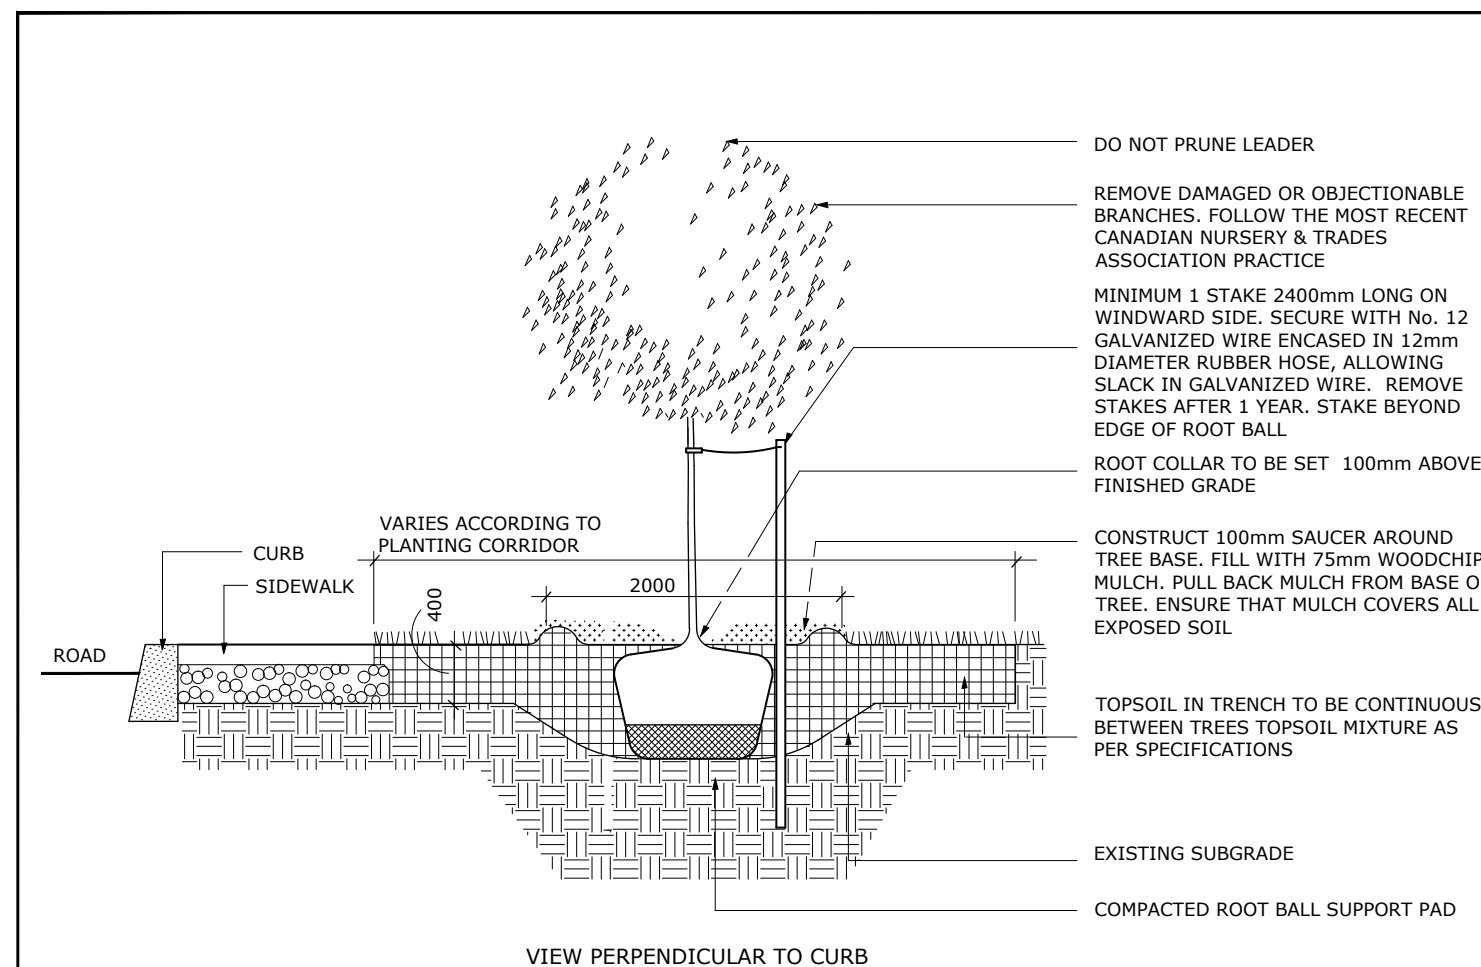 DO NOT PRUNE LEADER
REMOVE DAMAGED OR OBJECTIONABLE
BRANCHES. FOLLOW THE MOST RECENT
CANADIAN NURSERY & TRADES
ASSOCIATION PRACTICE
MINIMUM 1 STAKE 2400mm LONG ON
WINDWARD SIDE. SECURE WITH No. 12
GALVANIZED WIRE ENCASED IN 12mm
DIAMETER RUBBER HOSE, ALLOWING
SLACK IN GALVANIZED WIRE. REMOVE
STAKES AFTER 1 YEAR. STAKE BEYOND
EDGE OF ROOT BALL
ROOT COLLAR TO BE SET 100mm ABOVE
FINISHED GRADE
CONSTRUCT 100mm SAUCER AROUND
TREE BASE. FILL WITH 75mm WOODCHIP
MULCH. PULL BACK MULCH FROM BASE O
TREE. ENSURE THAT MULCH COVERS ALL
EXPOSED SOIL
TOPSOIL IN TRENCH TO BE CONTINUOUS
BETWEEN TREES TOPSOIL MIXTURE AS
PER SPECIFICATIONS
EXISTING SUBGRADE
COMPACTED ROOT BALL SUPPORT PAD
VARIES ACCORDING TO
PLANTING CORRIDOR
CURB
SIDEWALK
2000
400
ROAD
VIEW PERPENDICULAR TO CURB